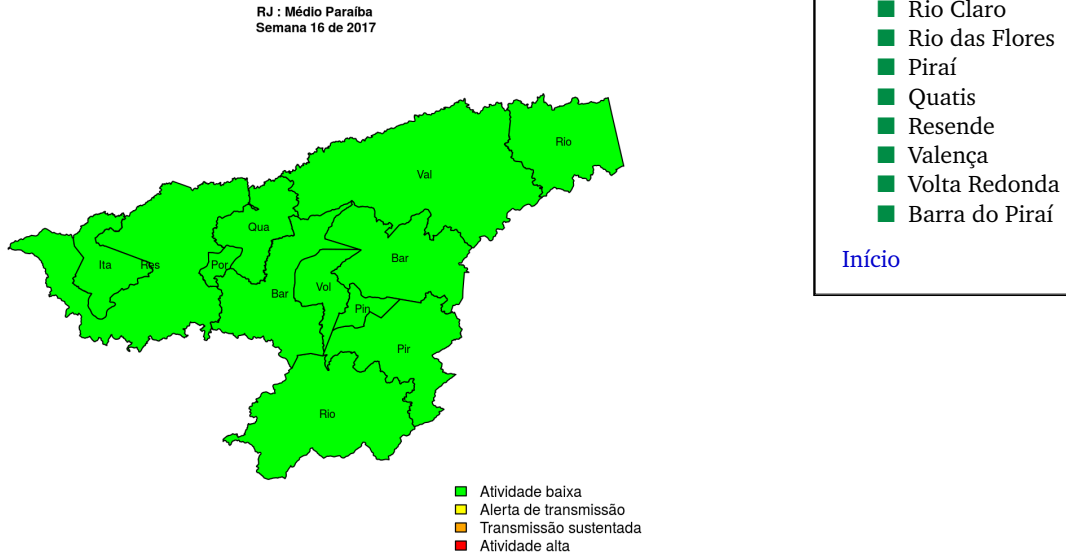 RJ : Médio Paraíba
Semana 16 de 2017
Rio
Val
Qua
Ita
Res
Por
Bar
Bar
Vol
Pin
Pir
Rio
Atividade baixa
Alerta de transmissão
Transmissão sustentada
Atividade alta
Rio Claro
Rio das Flores
Piraí
Quatis
Resende
Valença
Volta Redonda
Barra do Piraí
Início